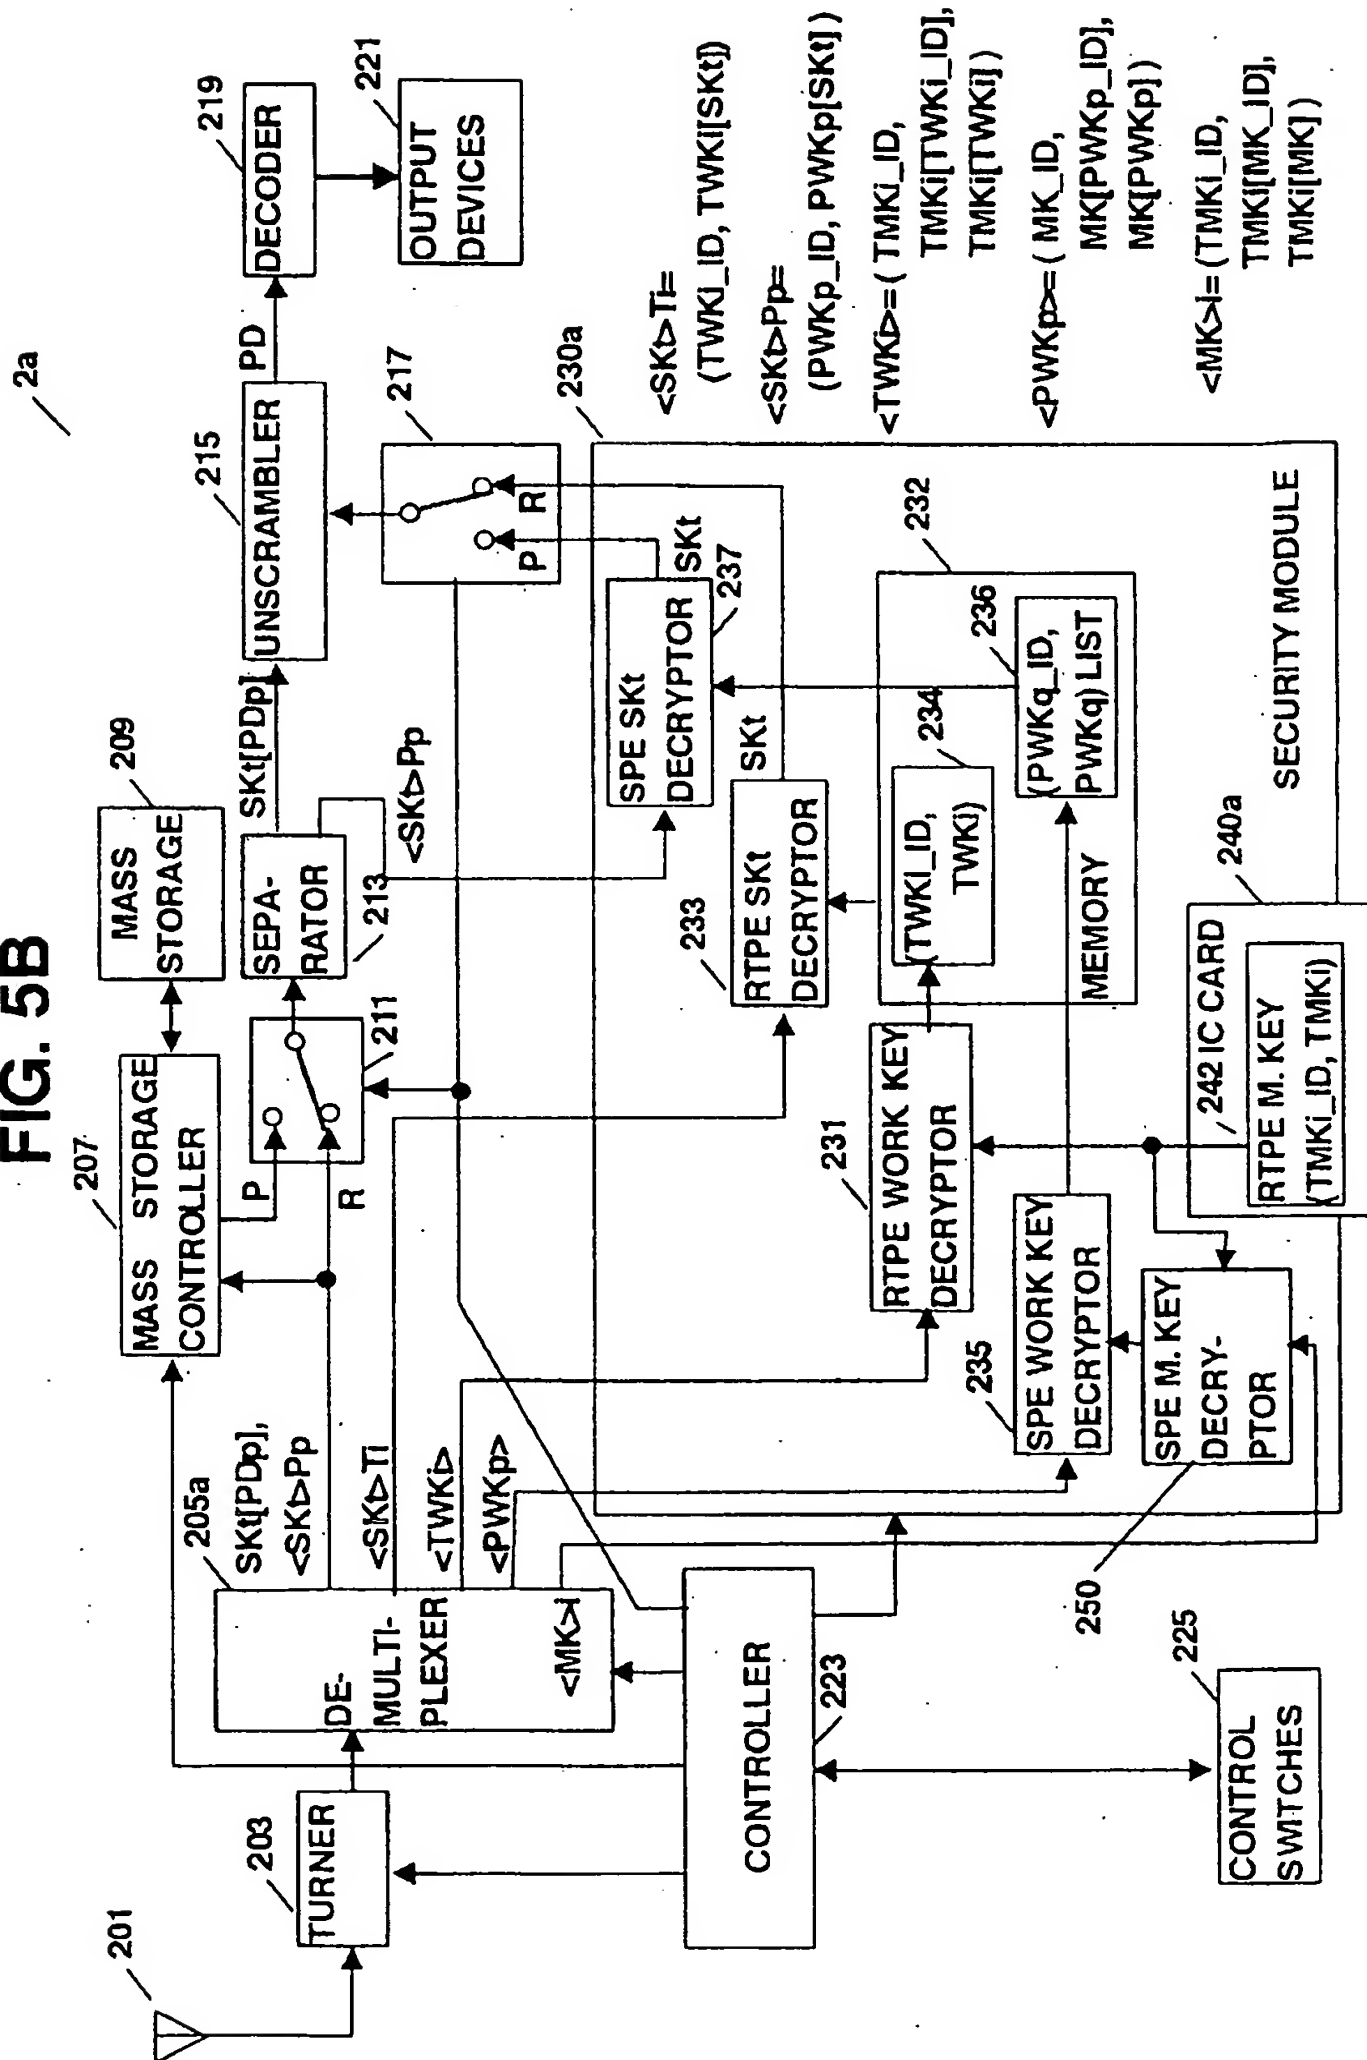 FIG. 5B
2a
201
203
TURNER
205a
DE-
MULTI-
PLEXER
SKt[PDp],
<SKt>Pp
<SKt>Ti
<TWKi>
<PWKp>
<MK>i
207
MASS STORAGE
CONTROLLER
209
MASS
STORAGE
P
R
211
SEPA-
RATOR
213
SKt[PDp]
<SKt>Pp
215
UNSCRAMBLER
PD
219
DECODER
221
OUTPUT
DEVICES
217
P
R
230a
SPE SKt
DECRYPTOR
SKt
237
233
RTPE SKt
DECRYPTOR
SKt
232
234
(TWKi_ID,
TWKi)
236
(PWKq_ID,
PWKq) LIST
MEMORY
231
RTPE WORK KEY
DECRYPTOR
235
SPE WORK KEY
DECRYPTOR
SPE M. KEY
DECRY-
PTOR
250
240a
242 IC CARD
RTPE M. KEY
(TMKi_ID, TMKi)
SECURITY MODULE
CONTROLLER
223
225
CONTROL
SWITCHES
<SKt>Ti=
(TWKi_ID, TWKi[SKt])
<SKt>Pp=
(PWKp_ID, PWKp[SKt])
<TWKi>=( TMKi_ID,
TMKi[TWKi_ID],
TMKi[TWKi])
<PWKp>=( MK_ID,
MK[PWKp_ID],
MK[PWKp])
<MK>i=(TMKi_ID,
TMKi[MK_ID],
TMKi[MK])